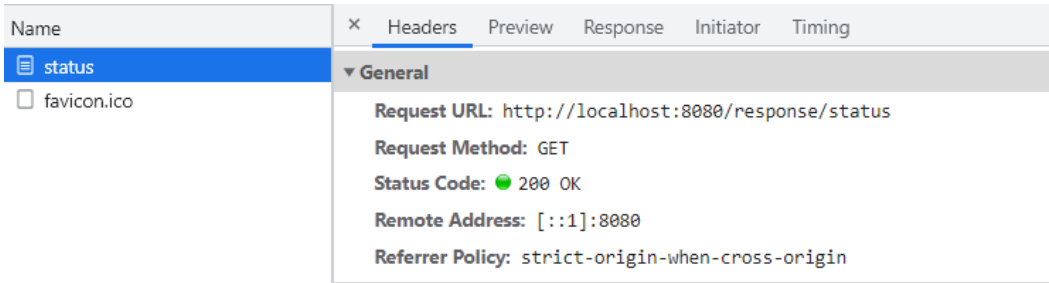 Name
status
favicon.ico
× Headers Preview Response Initiator Timing
▼ General
Request URL: http://localhost:8080/response/status
Request Method: GET
Status Code: 200 OK
Remote Address: [::1]:8080
Referrer Policy: strict-origin-when-cross-origin